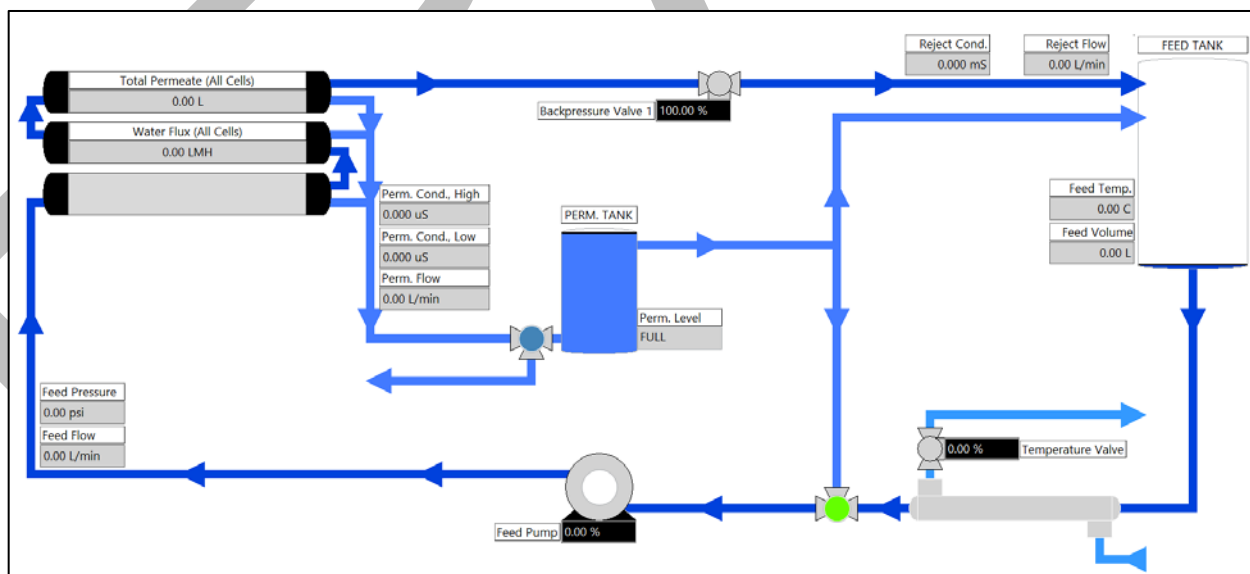 Reject Cond.
0.000 mS
Reject Flow
0.00 L/min
FEED TANK
Total Permeate (All Cells)
0.00 L
Backpressure Valve 1
100.00 %
Water Flux (All Cells)
0.00 LMH
Perm. Cond., High
0.000 uS
Perm. Cond., Low
0.000 uS
Perm. Flow
0.00 L/min
PERM. TANK
Perm. Level
FULL
Feed Temp.
0.00 C
Feed Volume
0.00 L
Feed Pressure
0.00 psi
Feed Flow
0.00 L/min
0.00 %
Temperature Valve
Feed Pump
0.00 %